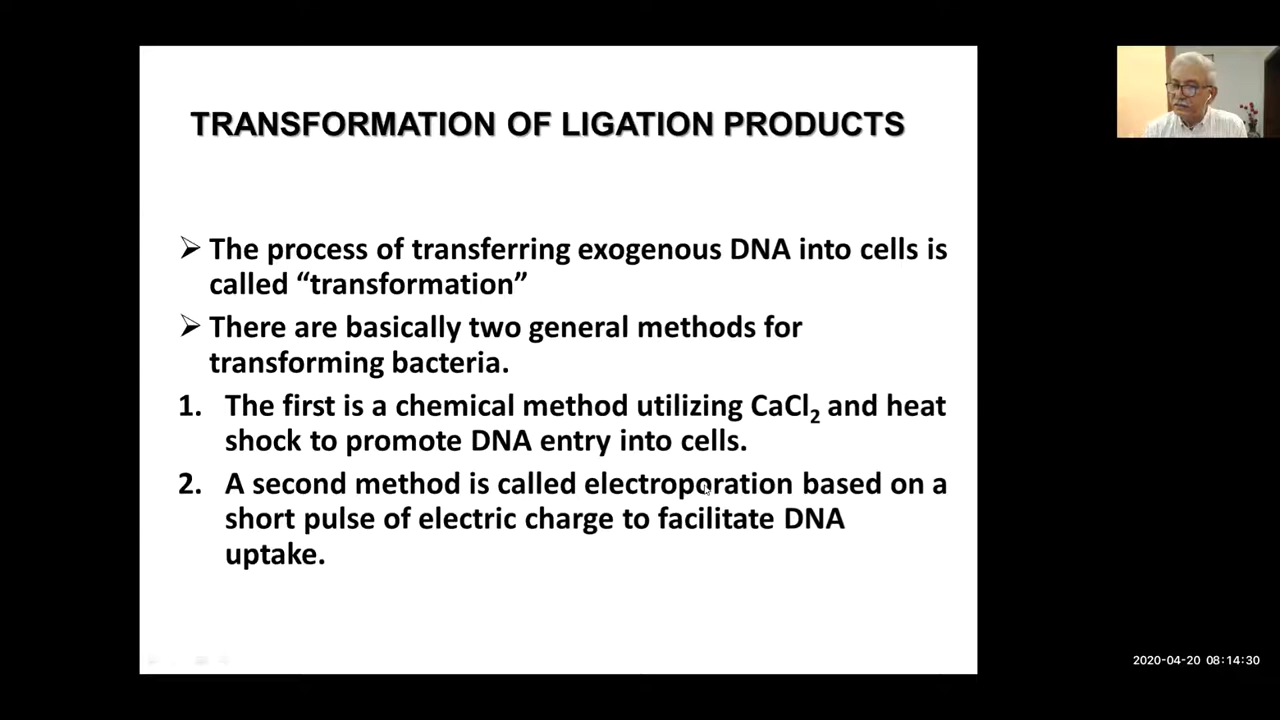 TRANSFORMATION OF LIGATION PRODUCTS
➢ The process of transferring exogenous DNA into cells is
called “transformation”
➢ There are basically two general methods for
transforming bacteria.
1. The first is a chemical method utilizing CaCl₂ and heat
shock to promote DNA entry into cells.
2. A second method is called electroporation based on a
short pulse of electric charge to facilitate DNA
uptake.
2020-04-20 08:14:30